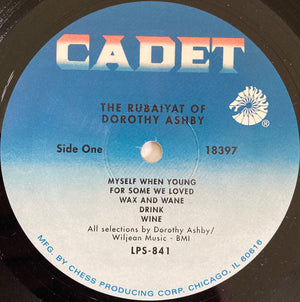 CADET
THE RUBAIYAT OF
DOROTHY ASHBY
Side One
18397
MYSELF WHEN YOUNG
FOR SOME WE LOVED
WAX AND WANE
DRINK
WINE
All selections by Dorothy Ashby/
Wiljean Music - BMI
LPS-841
MFG. BY CHESS PRODUCING CORP. CHICAGO, ILL 60616